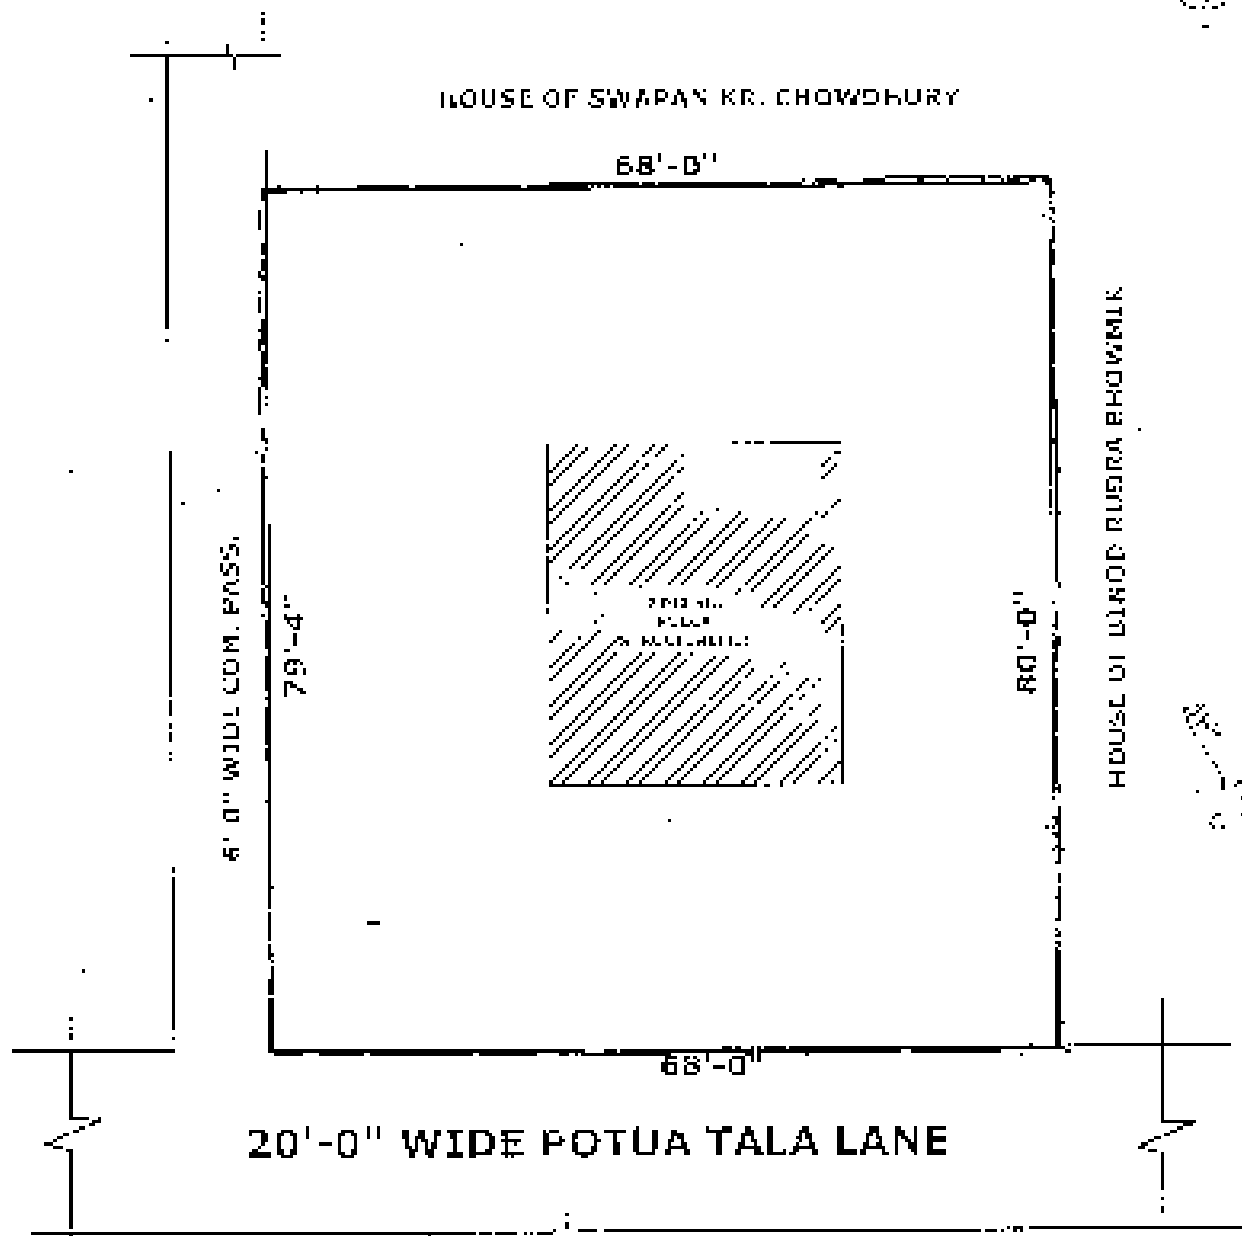 HOUSE OF SWAPAN KR. CHOWDHURY
68'-0"
6'-0" WIDE COM. PASS.
79'-4"
80'-0"
HOUSE OF BINOD RUDRA BHOWMIK
68'-0"
20'-0" WIDE POTUA TALA LANE